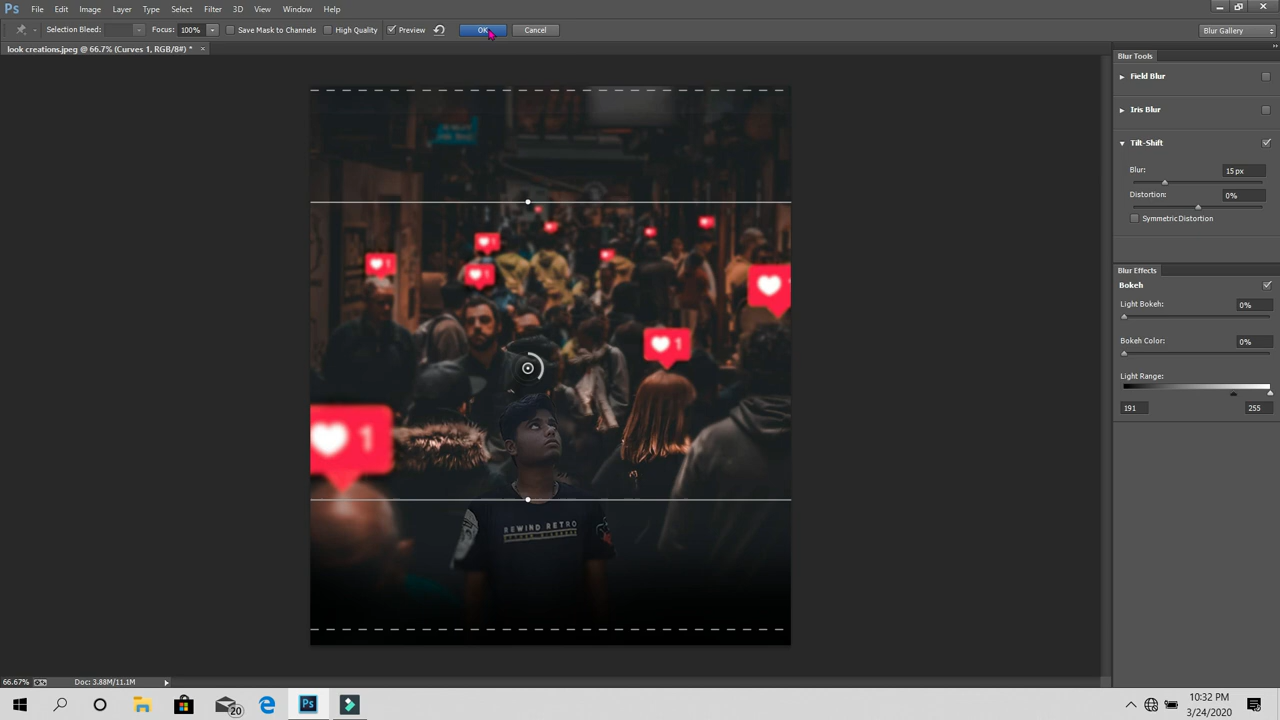 Ps File Edit Image Layer Type Select Filter 3D View Window Help
Selection Bleed: Focus: 100% Save Mask to Channels High Quality Preview OK Cancel Blur Gallery
look creations.jpeg @ 66.7% (Curves 1, RGB/8#) * ×
Blur Tools
Field Blur
Iris Blur
Tilt-Shift
Blur: 15 px
Distortion: 0%
Symmetric Distortion
Blur Effects
Bokeh
Light Bokeh: 0%
Bokeh Color: 0%
Light Range:
191 255
1
1
1
1
1
REWIND RETRO
66.67% Doc: 3.88M/11.1M
20
Ps
10:32 PM
3/24/2020